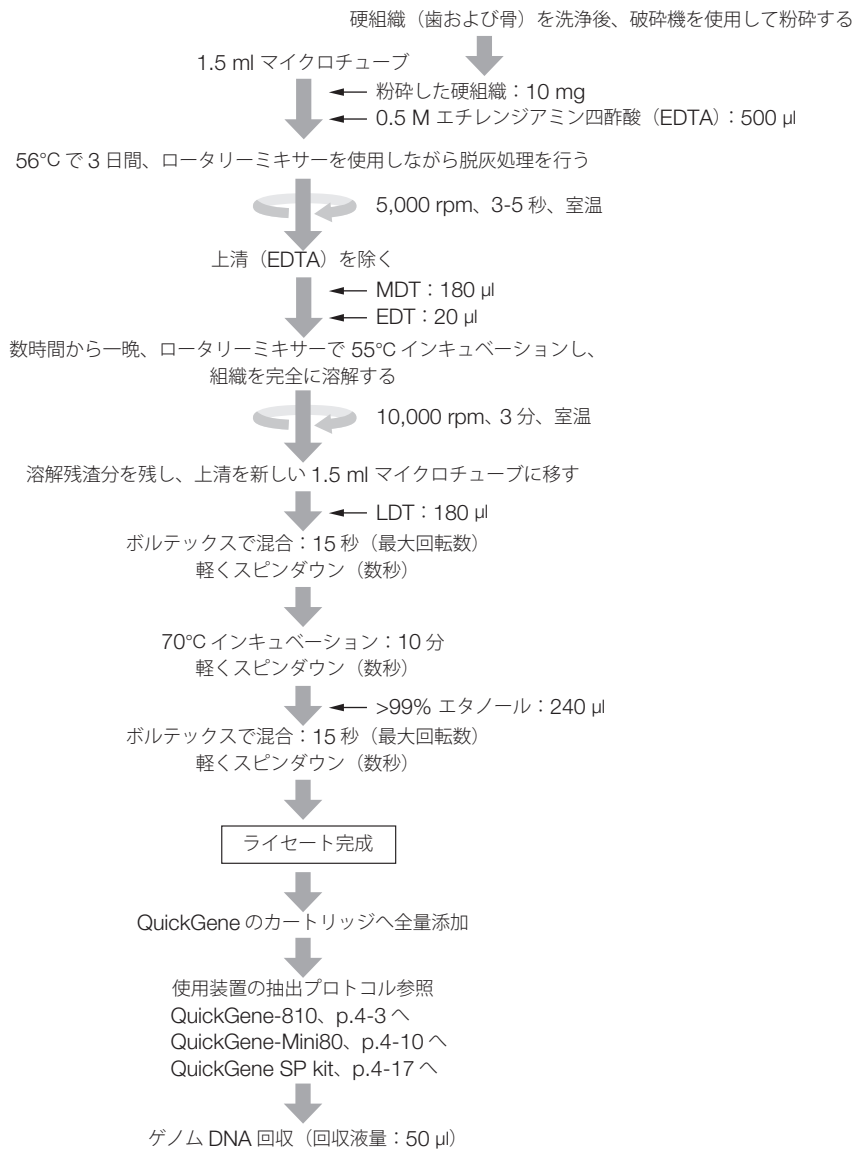 硬組織（歯および骨）を洗浄後、破砕機を使用して粉砕する
1.5 ml マイクロチューブ
粉砕した硬組織：10 mg
0.5 M エチレンジアミン四酢酸（EDTA）：500 µl
56°C で 3 日間、ロータリーミキサーを使用しながら脱灰処理を行う
5,000 rpm、3-5 秒、室温
上清（EDTA）を除く
MDT：180 µl
EDT：20 µl
数時間から一晩、ロータリーミキサーで 55°C インキュベーションし、
組織を完全に溶解する
10,000 rpm、3 分、室温
溶解残渣分を残し、上清を新しい 1.5 ml マイクロチューブに移す
LDT：180 µl
ボルテックスで混合：15 秒（最大回転数）
軽くスピンダウン（数秒）
70°C インキュベーション：10 分
軽くスピンダウン（数秒）
>99% エタノール：240 µl
ボルテックスで混合：15 秒（最大回転数）
軽くスピンダウン（数秒）
ライセート完成
QuickGene のカートリッジへ全量添加
使用装置の抽出プロトコル参照
QuickGene-810、p.4-3 へ
QuickGene-Mini80、p.4-10 へ
QuickGene SP kit、p.4-17 へ
ゲノム DNA 回収（回収液量：50 µl）